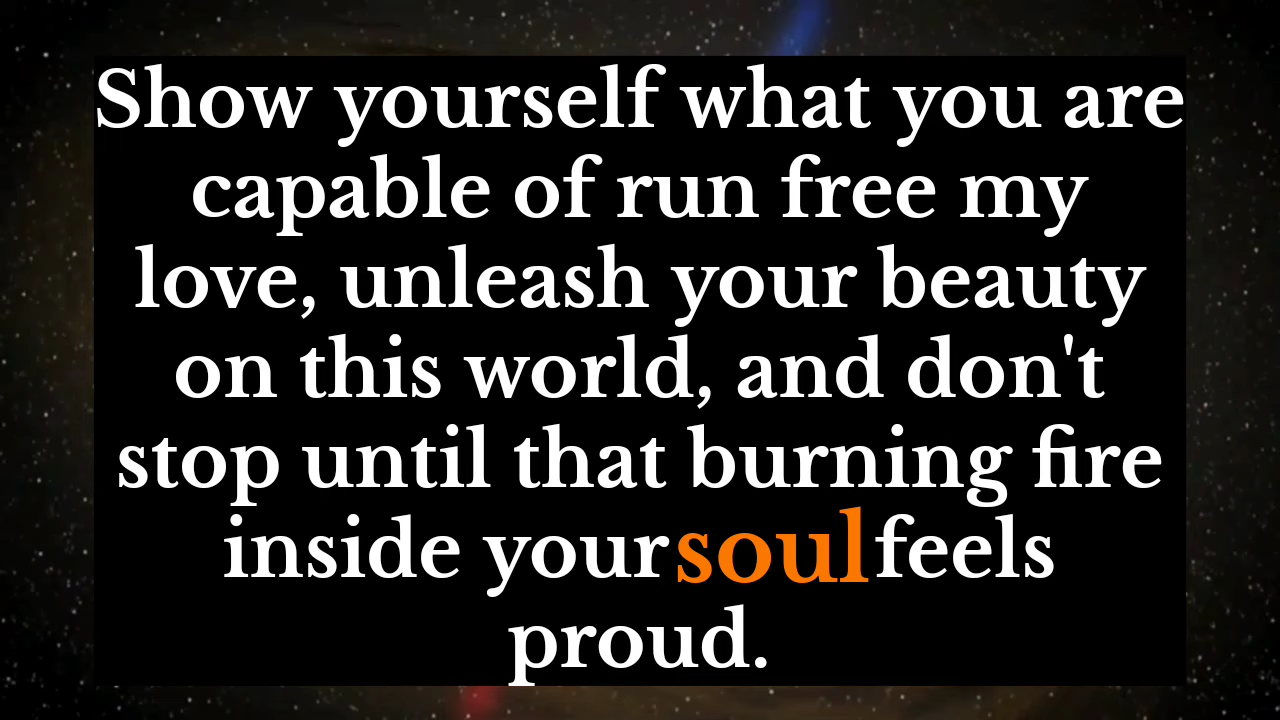 Show yourself what you are
capable of run free my
love, unleash your beauty
on this world, and don't
stop until that burning fire
inside your soul feels
proud.